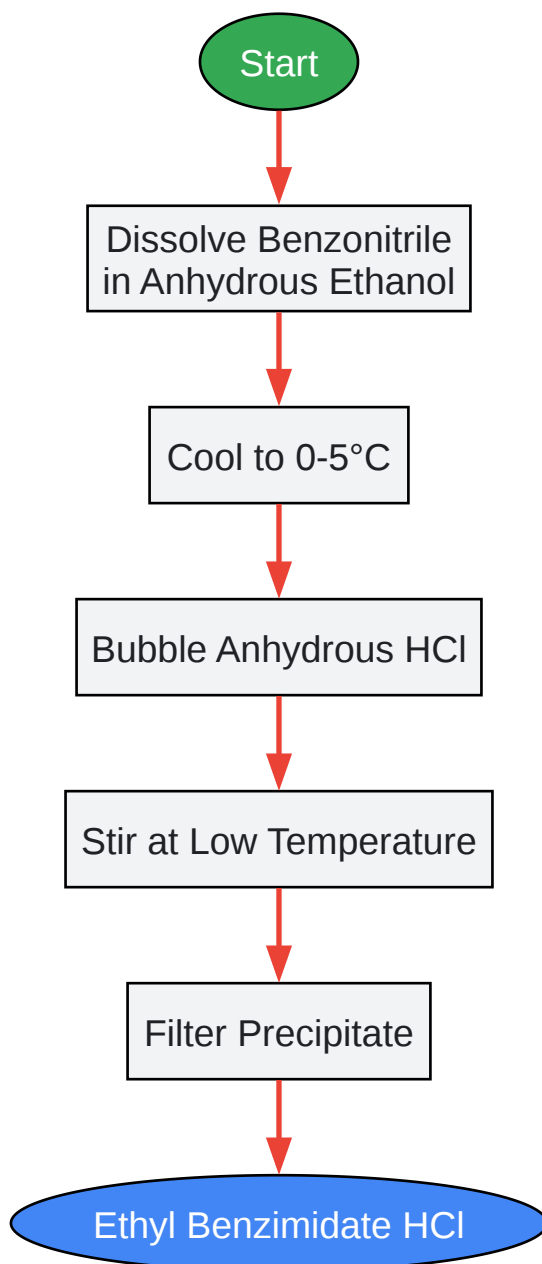 Start
Dissolve Benzonitrile
in Anhydrous Ethanol
Cool to 0-5°C
Bubble Anhydrous HCl
Stir at Low Temperature
Filter Precipitate
Ethyl Benzimidate HCl